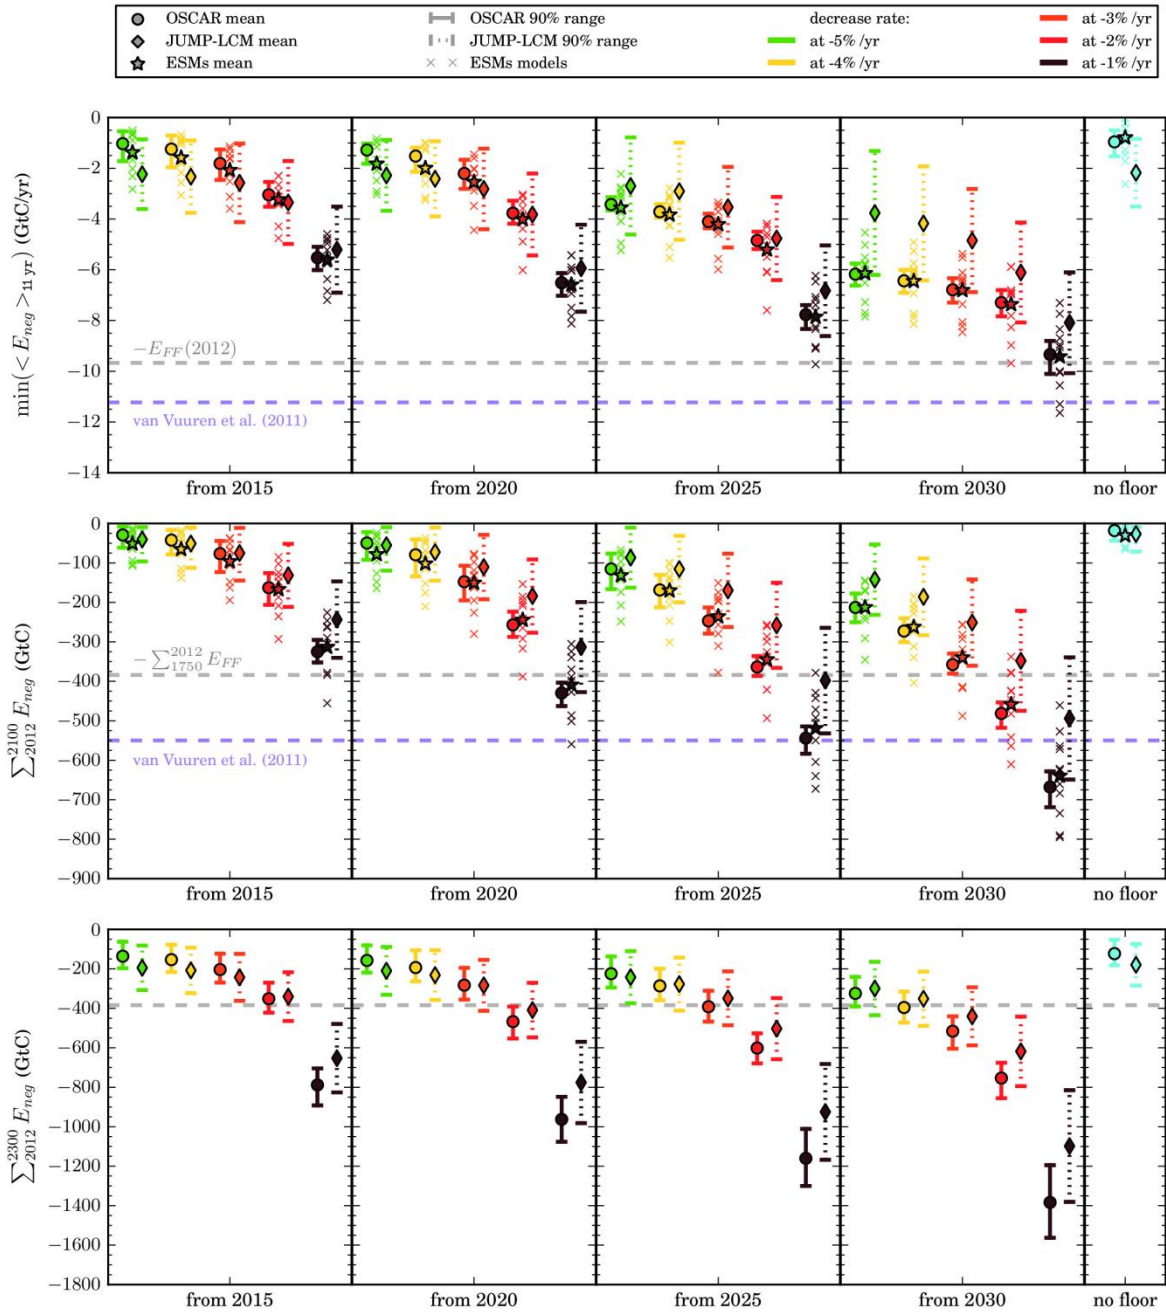 OSCAR mean OSCAR 90% range decrease rate: at -3% /yr
JUMP-LCM mean JUMP-LCM 90% range at -5% /yr at -2% /yr
ESMs mean ESMs models at -4% /yr at -1% /yr
min(< E_neg >_11 yr) (GtC/yr)
0
−2
−4
−6
−8
−10
−12
−14
−E_FF(2012)
van Vuuren et al. (2011)
from 2015 from 2020 from 2025 from 2030 no floor
∑_2012^2100 E_neg (GtC)
0
−100
−200
−300
−400
−500
−600
−700
−800
−900
− ∑_1750^2012 E_FF
van Vuuren et al. (2011)
from 2015 from 2020 from 2025 from 2030 no floor
∑_2012^2300 E_neg (GtC)
0
−200
−400
−600
−800
−1000
−1200
−1400
−1600
−1800
from 2015 from 2020 from 2025 from 2030 no floor